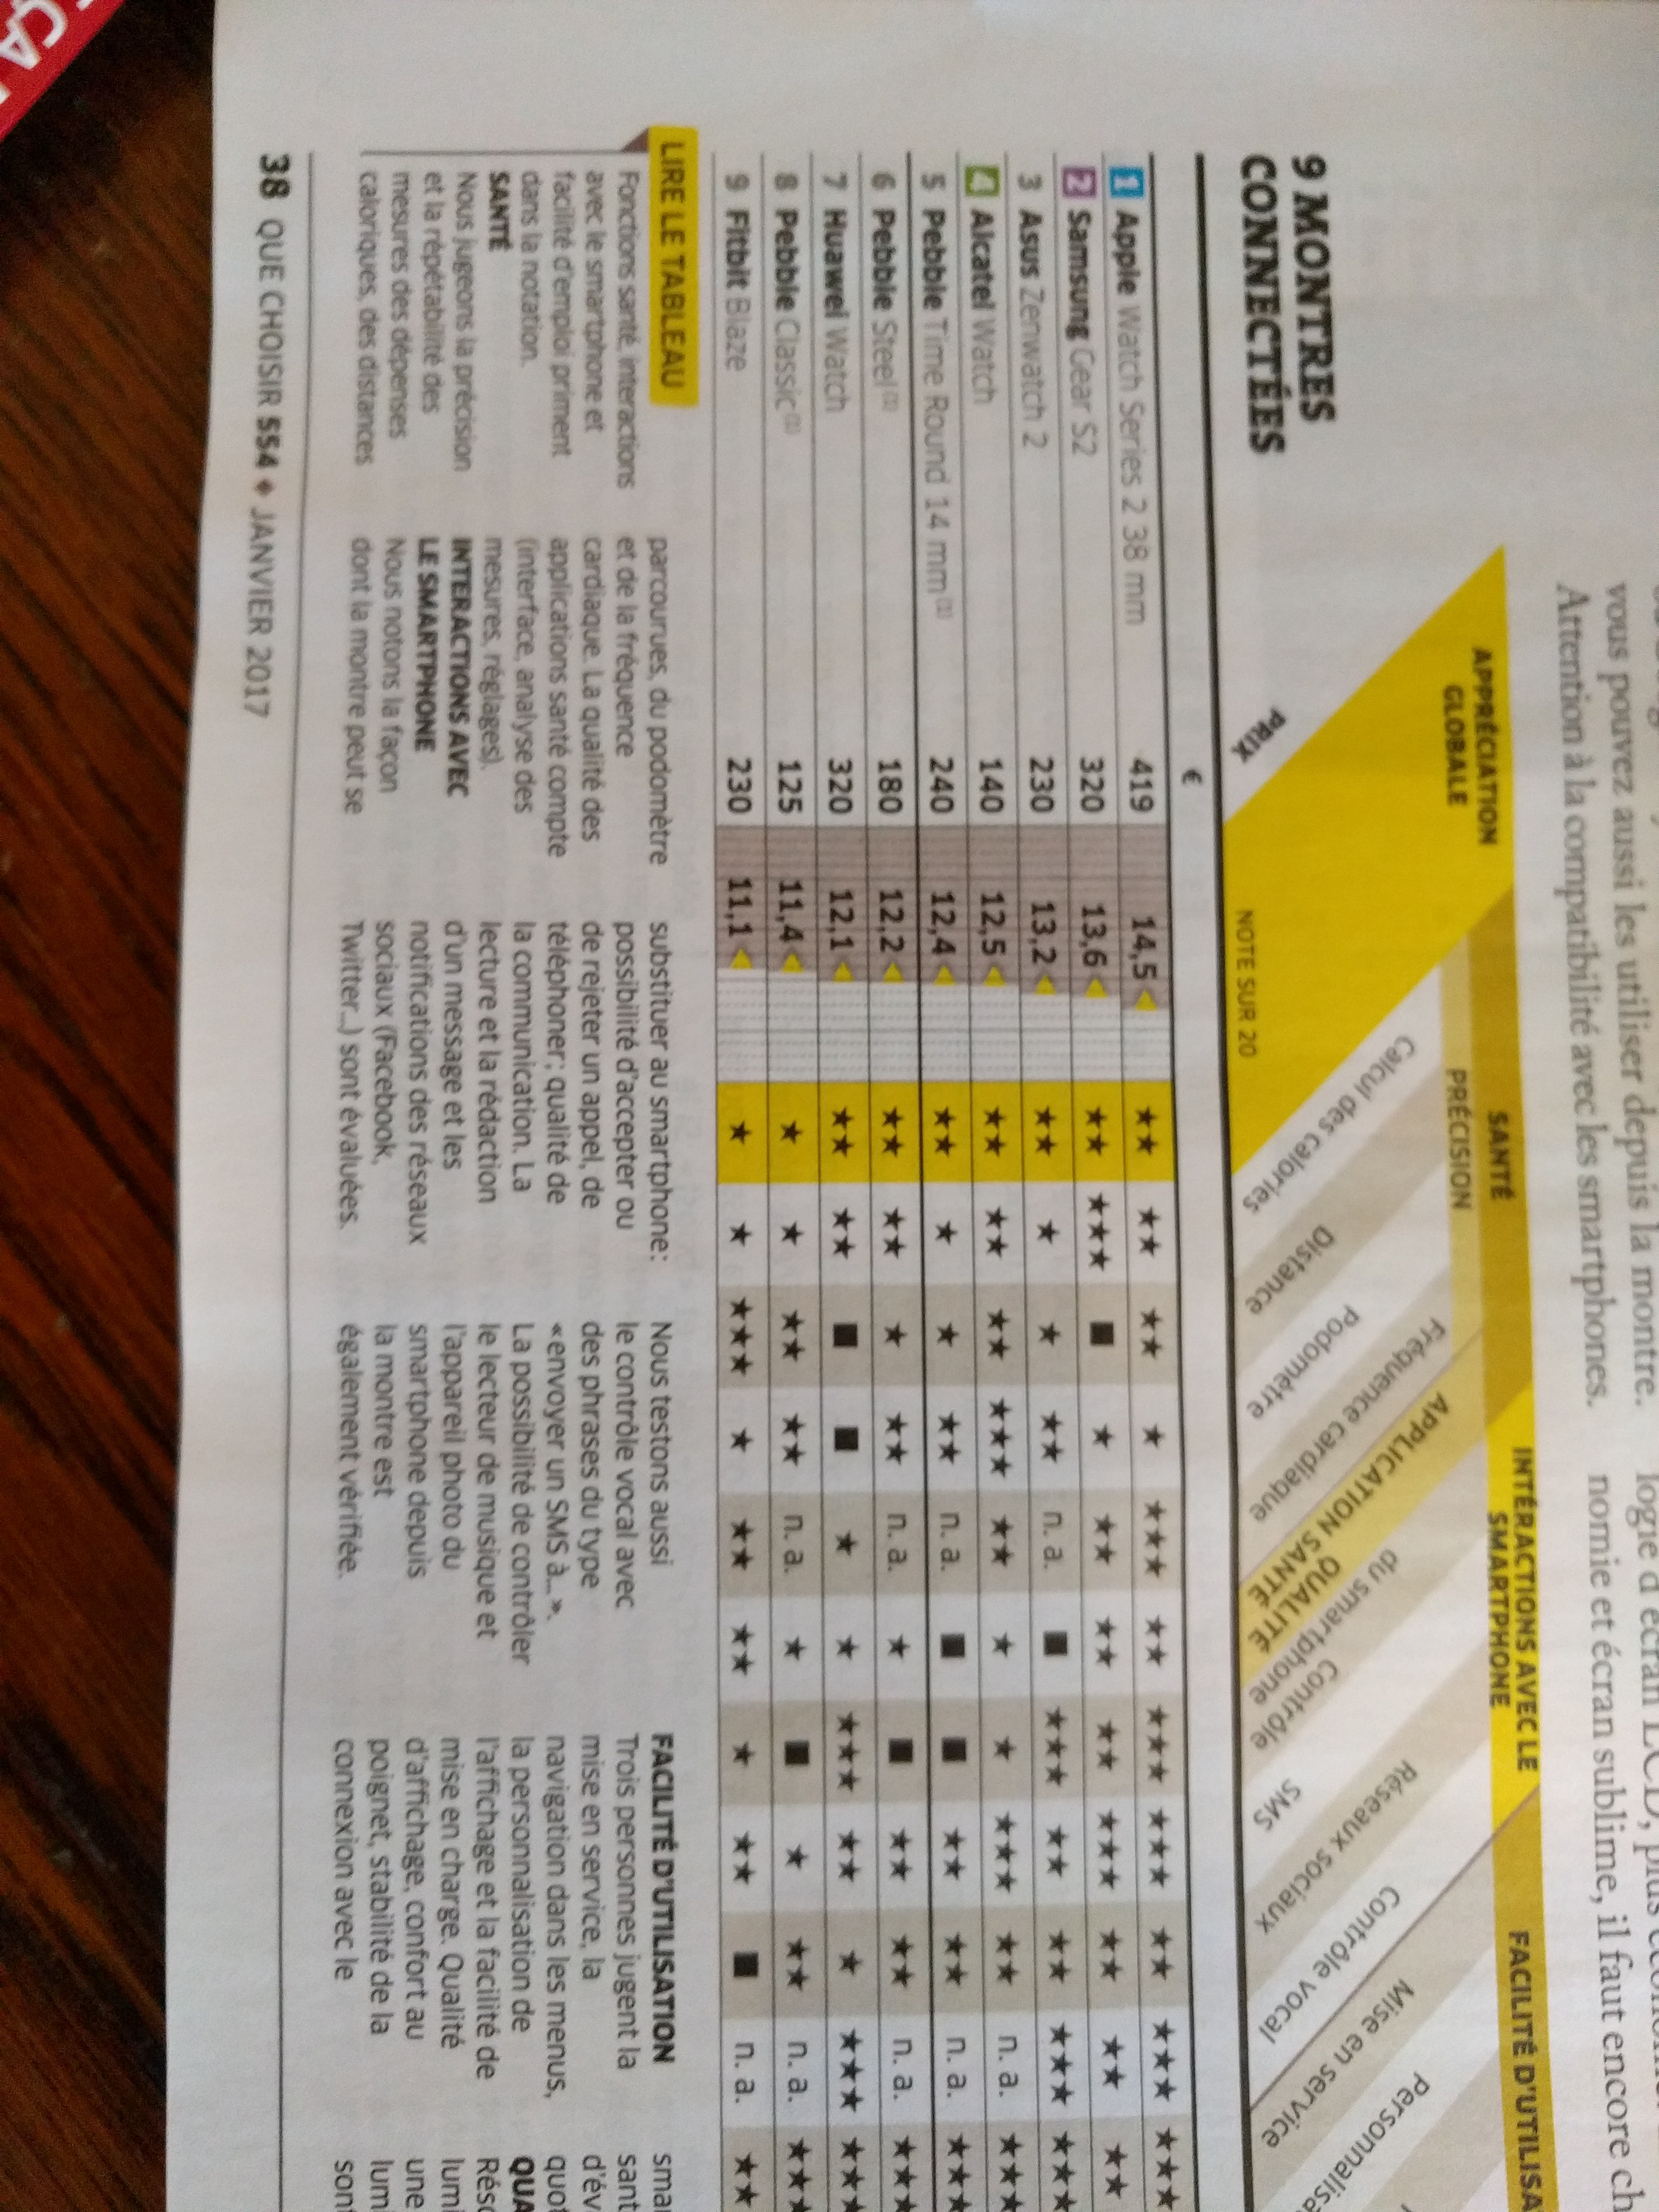 ÇA
vous pouvez aussi les utiliser depuis la montre.
Attention à la compatibilité avec les smartphones.
nomie et écran sublime, il faut encore ch
9 MONTRES
CONNECTÉES
PRIX
€
APPRÉCIATION
GLOBALE
NOTE SUR 20
SANTÉ
PRÉCISION
Calcul des calories
Distance
Podomètre
Fréquence cardiaque
APPLICATION SANTÉ
QUALITÉ
INTÉRACTIONS AVEC LE
SMARTPHONE
Contrôle
du smartphone
SMS
Réseaux sociaux
Contrôle vocal
FACILITÉ D'UTILISA
Mise en service
Personnalisa
1 Apple Watch Series 2 38 mm 419 14,5 ★★ ★★ ★★ ★ ★★★ ★★ ★★★ ★★★ ★★ ★★★ ★★★
2 Samsung Gear S2 320 13,6 ★★ ★★★ ■ ★ ★★ ★★ ★★ ★★★ ★★ ★★ ★★
3 Asus Zenwatch 2 230 13,2 ★★ ★ ★ ★★ n. a. ■ ★★★ ★★ ★★ ★★★ ★★★
4 Alcatel Watch 140 12,5 ★★ ★★ ★★ ★★★ ★★ ★ ★ ★★★ ★★ n. a. ★★★
5 Pebble Time Round 14 mm(1) 240 12,4 ★★ ★ ★ ★★ n. a. ■ ■ ★★ ★★ n. a. ★★★
6 Pebble Steel(1) 180 12,2 ★★ ★★ ★ ★★ n. a. ★ ■ ★★ ★★ n. a. ★★★
7 Huawei Watch 320 12,1 ★★ ★★ ■ ■ ★ ★ ★★★ ★★ ★ ★★★ ★★★
8 Pebble Classic(1) 125 11,4 ★ ★ ★★ ★★ n. a. ★ ■ ★ ★★ n. a. ★★★
9 Fitbit Blaze 230 11,1 ★ ★ ★★★ ★ ★★ ★★ ★ ★★ ■ n. a. ★★
LIRE LE TABLEAU
Fonctions santé, interactions
avec le smartphone et
facilité d'emploi priment
dans la notation.
SANTÉ
Nous jugeons la précision
et la répétabilité des
mesures des dépenses
caloriques, des distances
parcourues, du podomètre
et de la fréquence
cardiaque. La qualité des
applications santé compte
(interface, analyse des
mesures, réglages).
INTERACTIONS AVEC
LE SMARTPHONE
Nous notons la façon
dont la montre peut se
substituer au smartphone:
possibilité d'accepter ou
de rejeter un appel, de
téléphoner; qualité de
la communication. La
lecture et la rédaction
d'un message et les
notifications des réseaux
sociaux (Facebook,
Twitter...) sont évaluées.
Nous testons aussi
le contrôle vocal avec
des phrases du type
«envoyer un SMS à...».
La possibilité de contrôler
le lecteur de musique et
l'appareil photo du
smartphone depuis
la montre est
également vérifiée.
FACILITÉ D'UTILISATION
Trois personnes jugent la
mise en service, la
navigation dans les menus,
la personnalisation de
l'affichage et la facilité de
mise en charge. Qualité
d'affichage, confort au
poignet, stabilité de la
connexion avec le
smar
sant
d'év
quot
QUA
Réso
lumi
une
lum
sont
38 QUE CHOISIR 554 ♦ JANVIER 2017